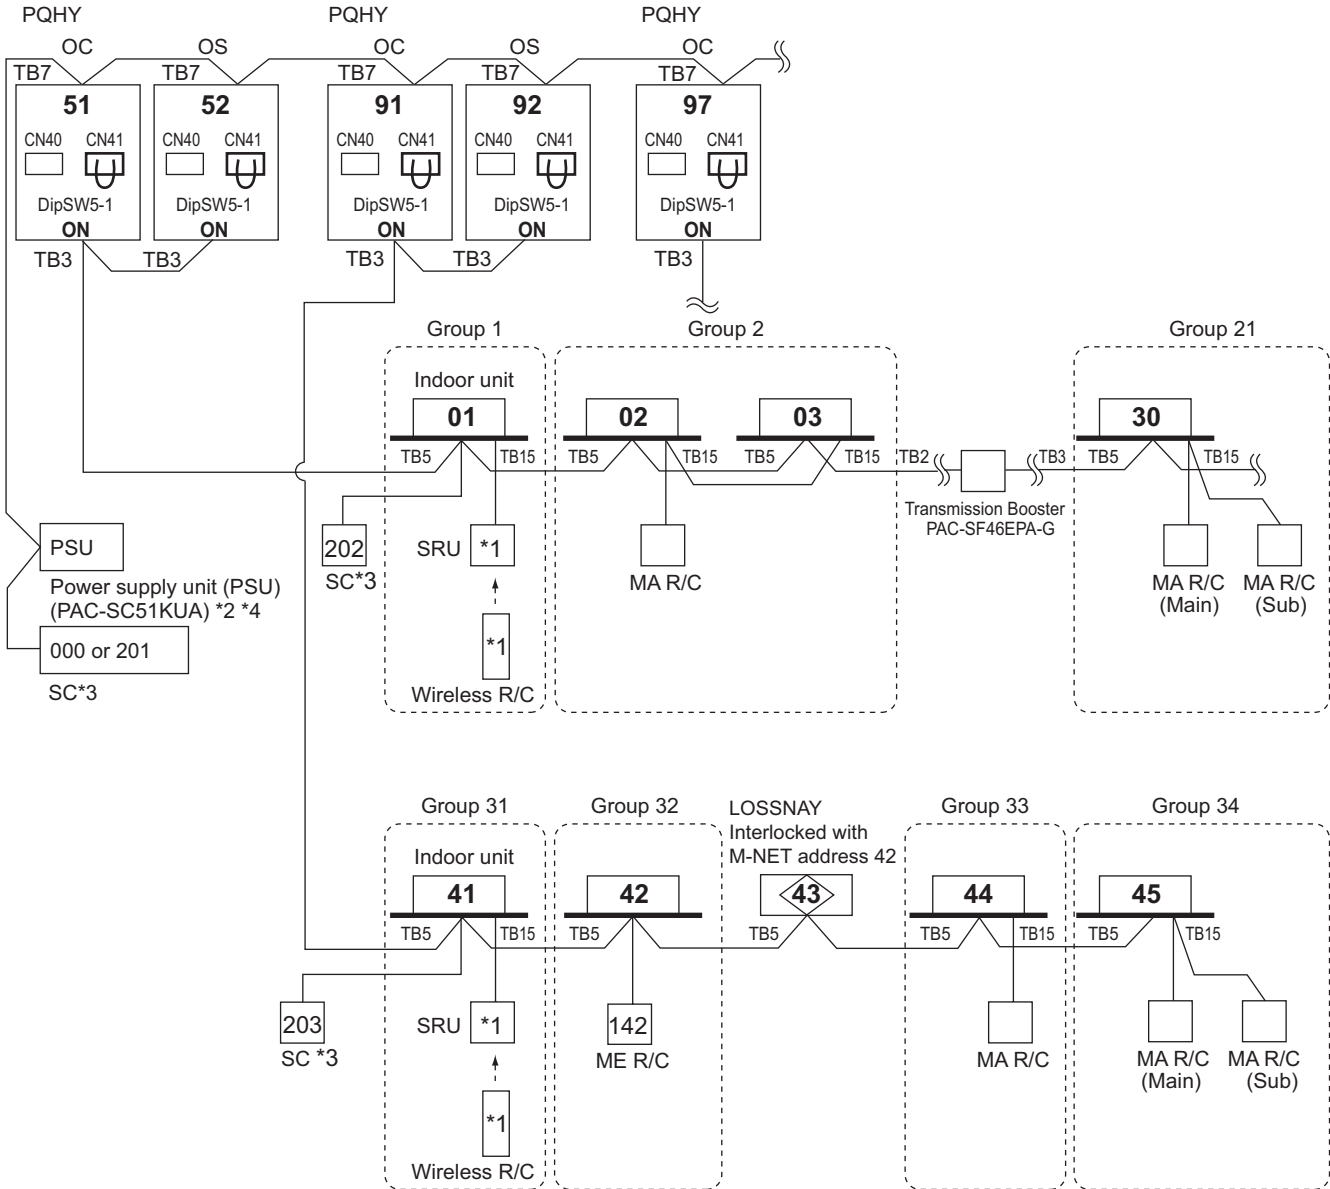 PQHY PQHY PQHY
OC OS OC OS OC
TB7 TB7 TB7 TB7 TB7
51 52 91 92 97
CN40 CN41 CN40 CN41 CN40 CN41 CN40 CN41 CN40 CN41
DipSW5-1 DipSW5-1 DipSW5-1 DipSW5-1 DipSW5-1
ON ON ON ON ON
TB3 TB3 TB3 TB3 TB3
Group 1 Group 2 Group 21
Indoor unit
01 02 03 30
TB5 TB15 TB5 TB15 TB5 TB15 TB2 TB3 TB5 TB15
Transmission Booster
PAC-SF46EPA-G
PSU
Power supply unit (PSU)
(PAC-SC51KUA) *2 *4
000 or 201
SC*3
202
SC*3
SRU *1
*1
Wireless R/C
MA R/C
MA R/C
(Main)
MA R/C
(Sub)
Group 31 Group 32 Group 33 Group 34
LOSSNAY
Interlocked with
M-NET address 42
Indoor unit
41 42 43 44 45
TB5 TB15 TB5 TB5 TB5 TB15 TB5 TB15
203
SC *3
SRU *1
*1
Wireless R/C
142
ME R/C
MA R/C
MA R/C
(Main)
MA R/C
(Sub)